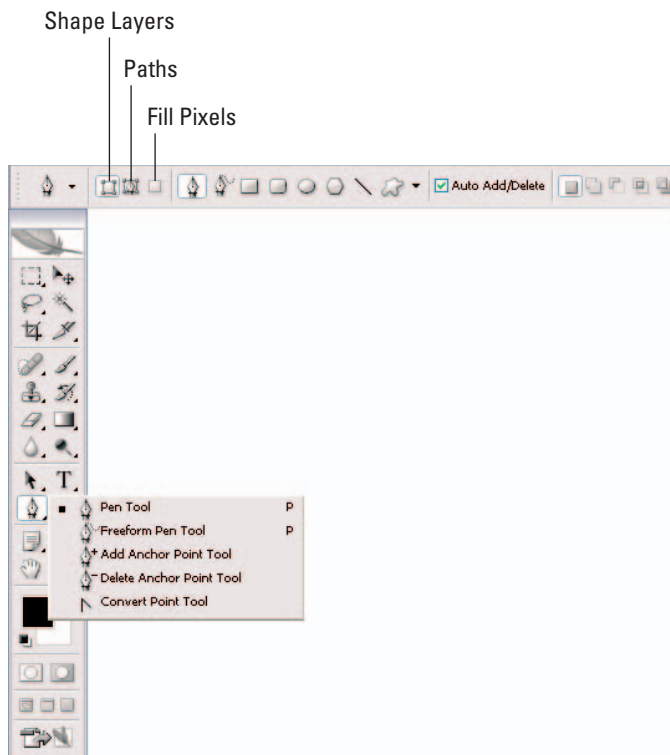 Shape Layers
Paths
Fill Pixels
Auto Add/Delete
T
Pen Tool P
Freeform Pen Tool P
Add Anchor Point Tool
Delete Anchor Point Tool
Convert Point Tool